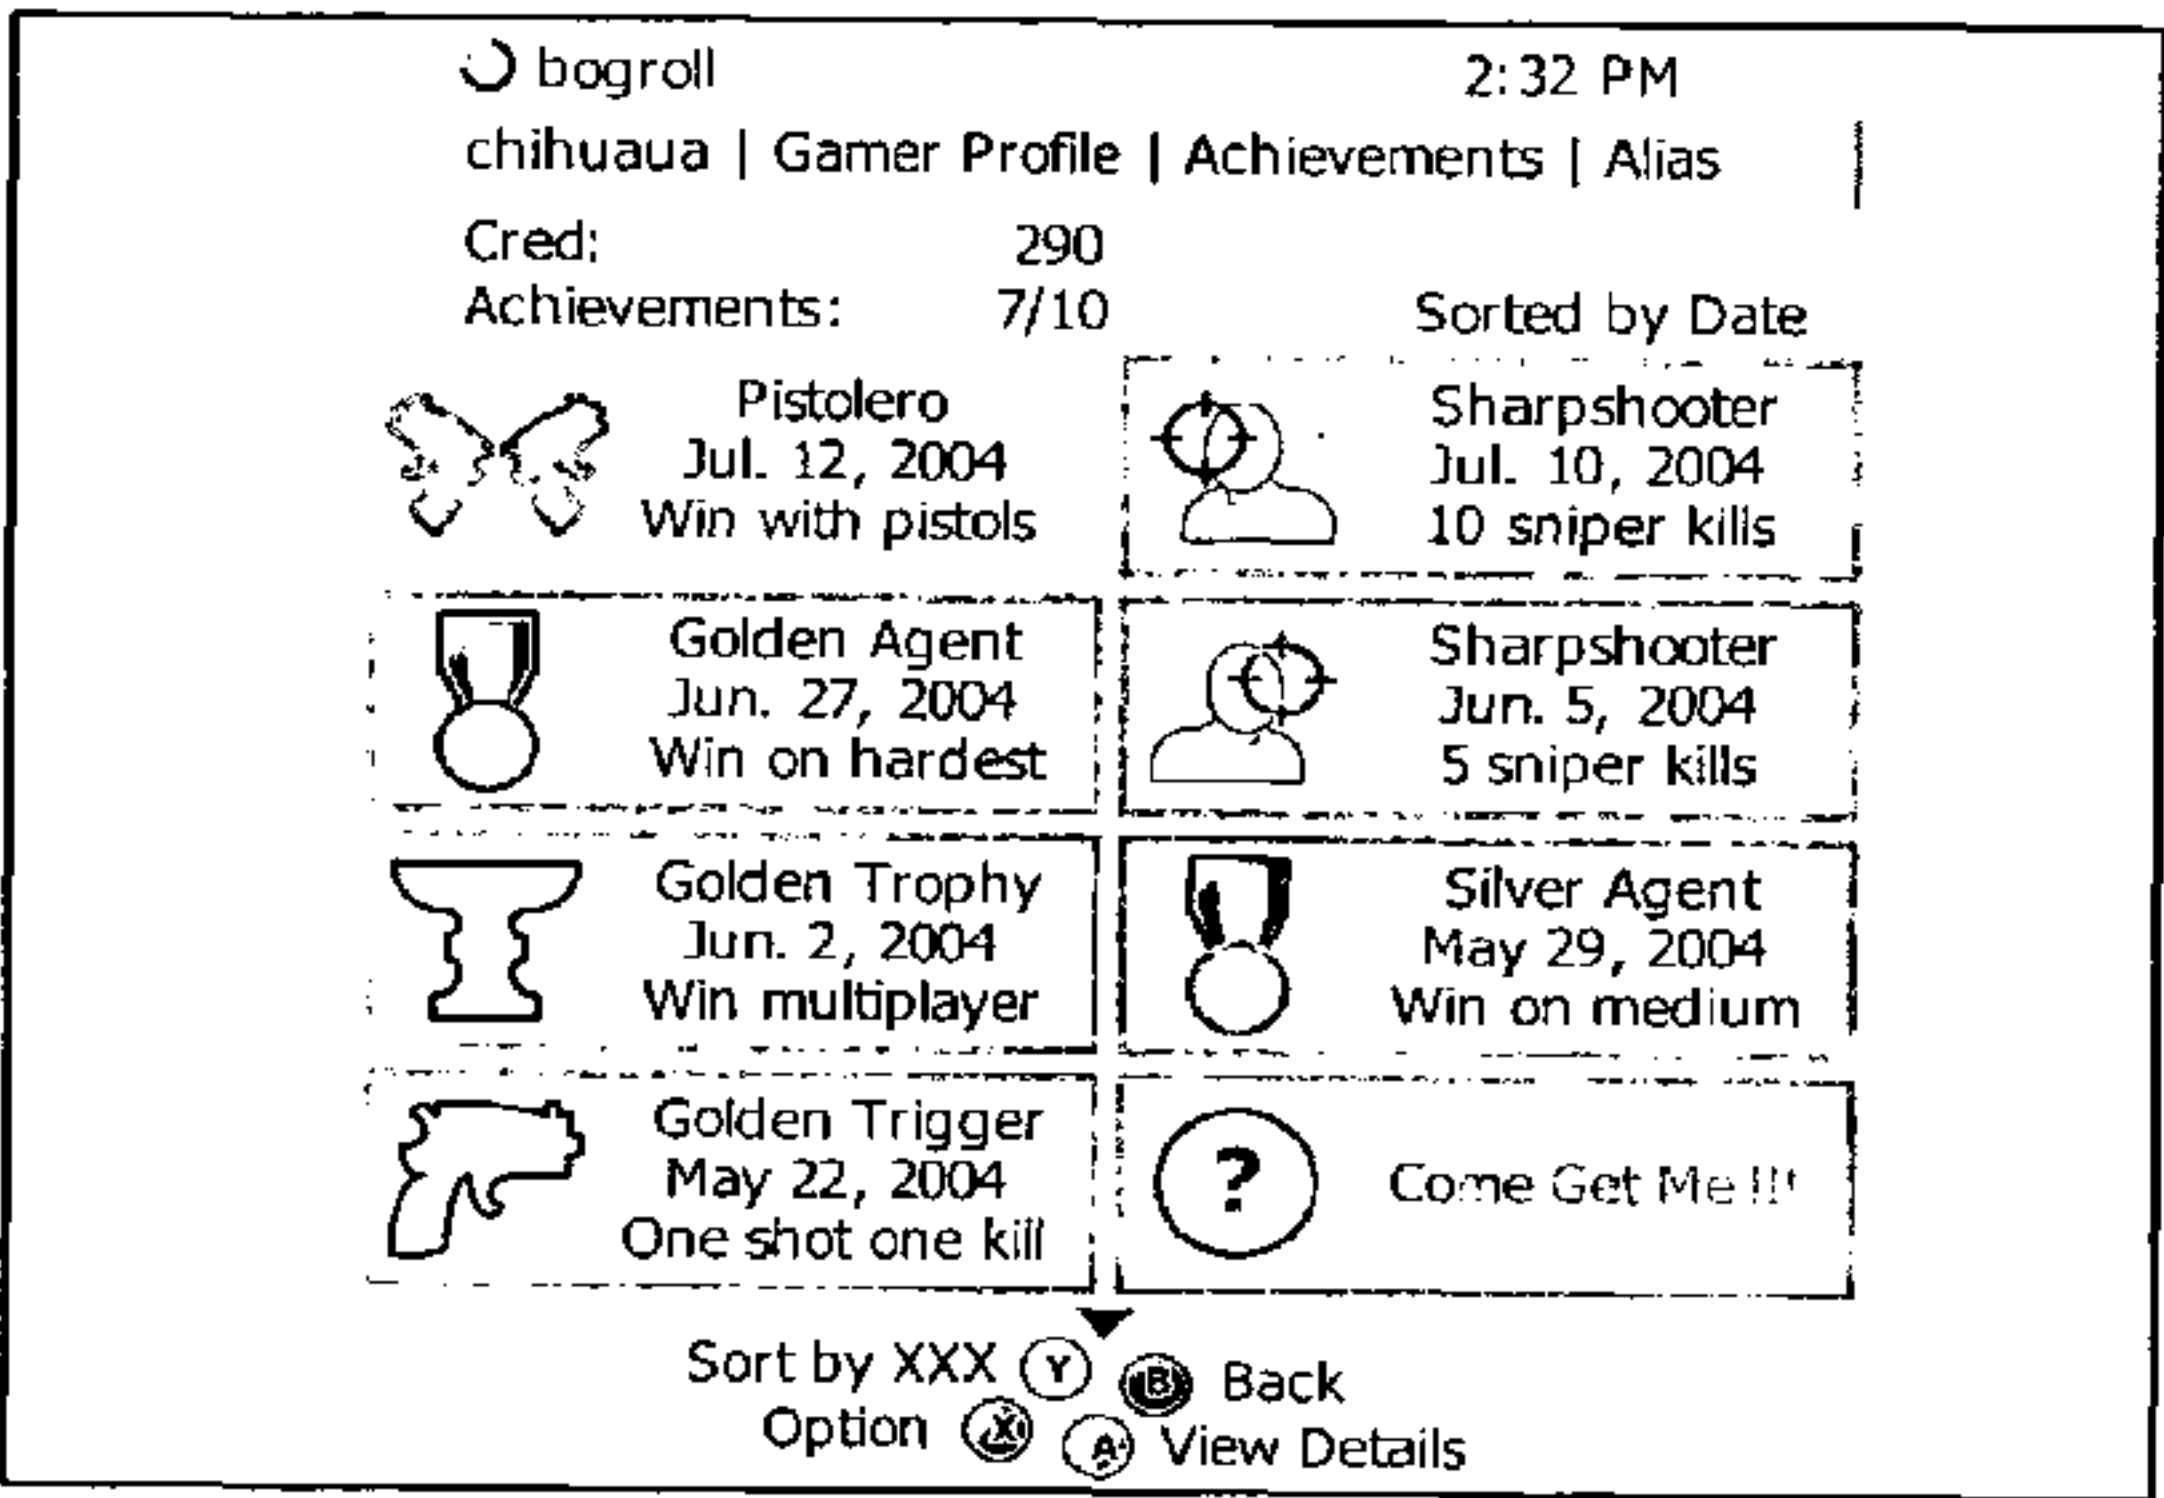 bogroll 2:32 PM
chihuaua | Gamer Profile | Achievements | Alias
Cred: 290
Achievements: 7/10 Sorted by Date
Pistolero
Jul. 12, 2004
Win with pistols
Sharpshooter
Jul. 10, 2004
10 sniper kills
Golden Agent
Jun. 27, 2004
Win on hardest
Sharpshooter
Jun. 5, 2004
5 sniper kills
Golden Trophy
Jun. 2, 2004
Win multiplayer
Silver Agent
May 29, 2004
Win on medium
Golden Trigger
May 22, 2004
One shot one kill
?
Come Get Me !!!
Sort by XXX Y B Back
Option X A View Details